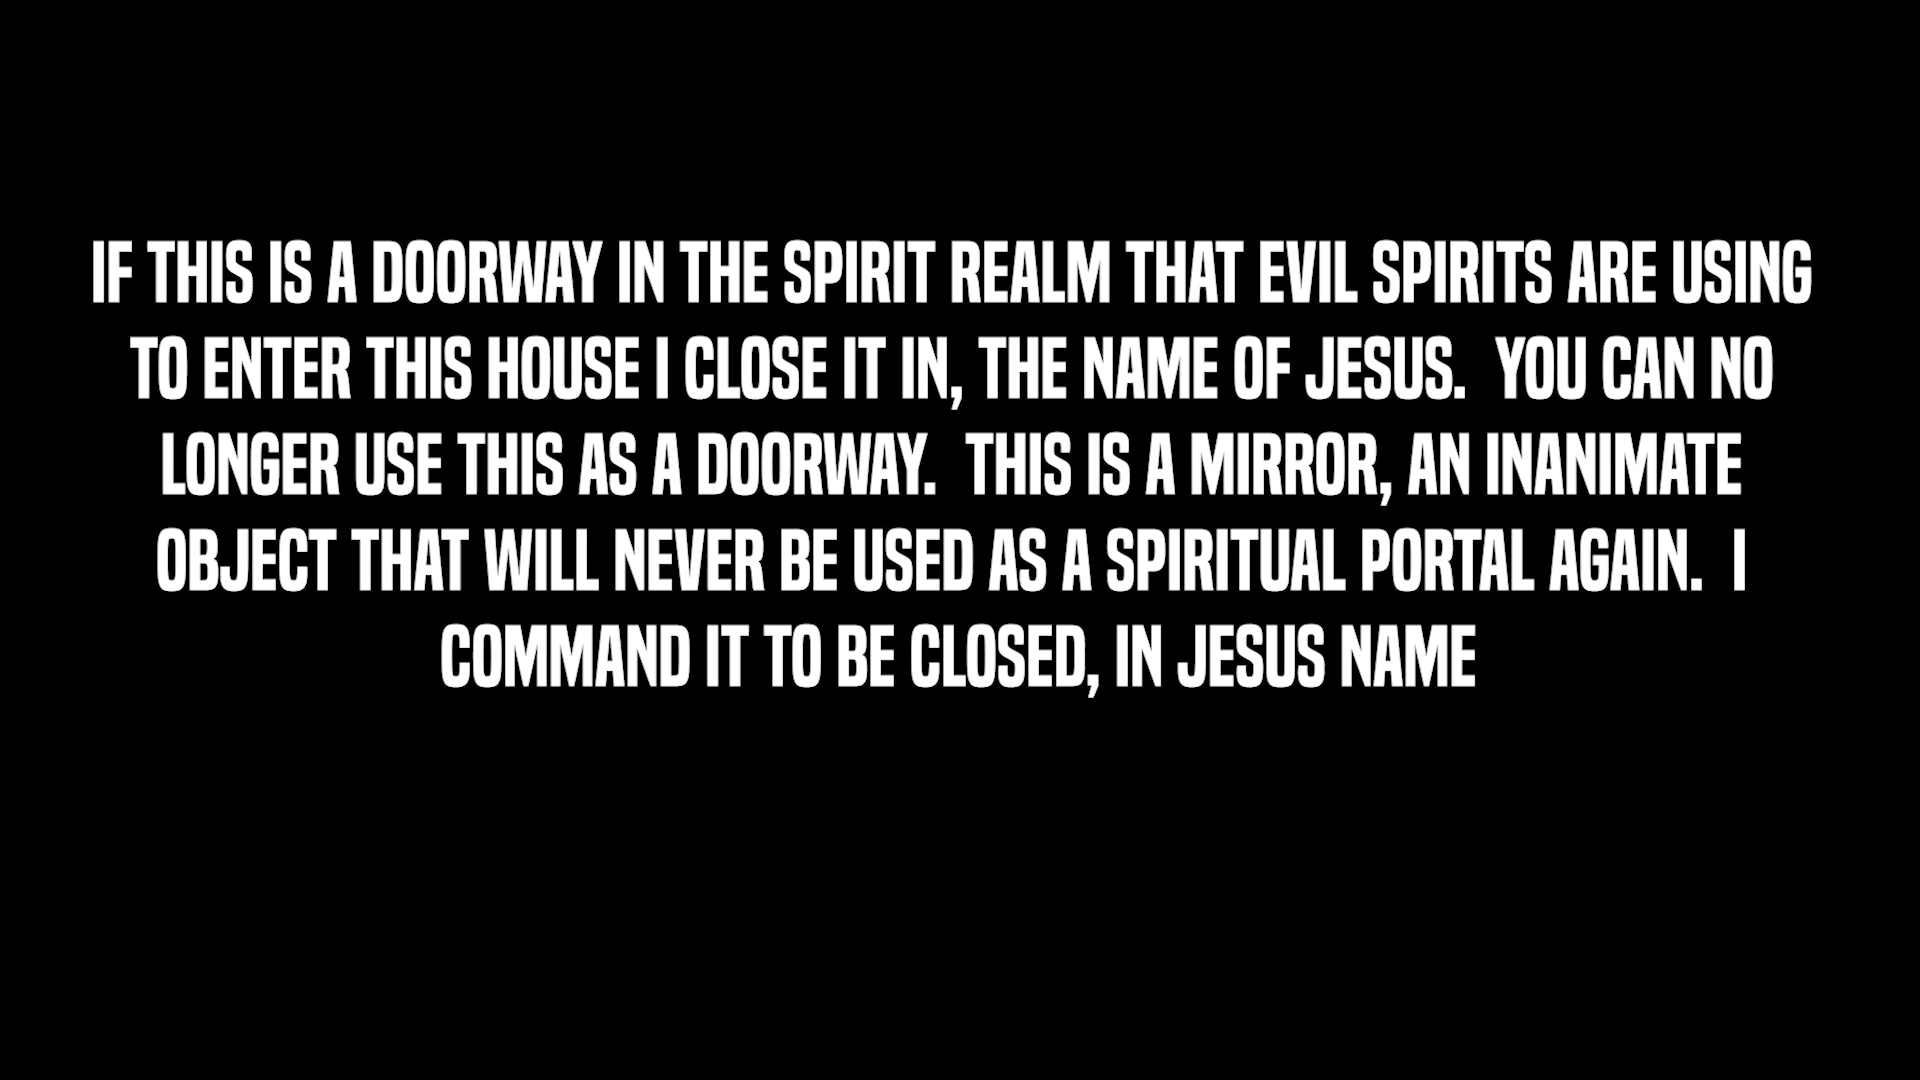 IF THIS IS A DOORWAY IN THE SPIRIT REALM THAT EVIL SPIRITS ARE USING
TO ENTER THIS HOUSE I CLOSE IT IN, THE NAME OF JESUS.  YOU CAN NO
LONGER USE THIS AS A DOORWAY.  THIS IS A MIRROR, AN INANIMATE
OBJECT THAT WILL NEVER BE USED AS A SPIRITUAL PORTAL AGAIN.  I
COMMAND IT TO BE CLOSED, IN JESUS NAME